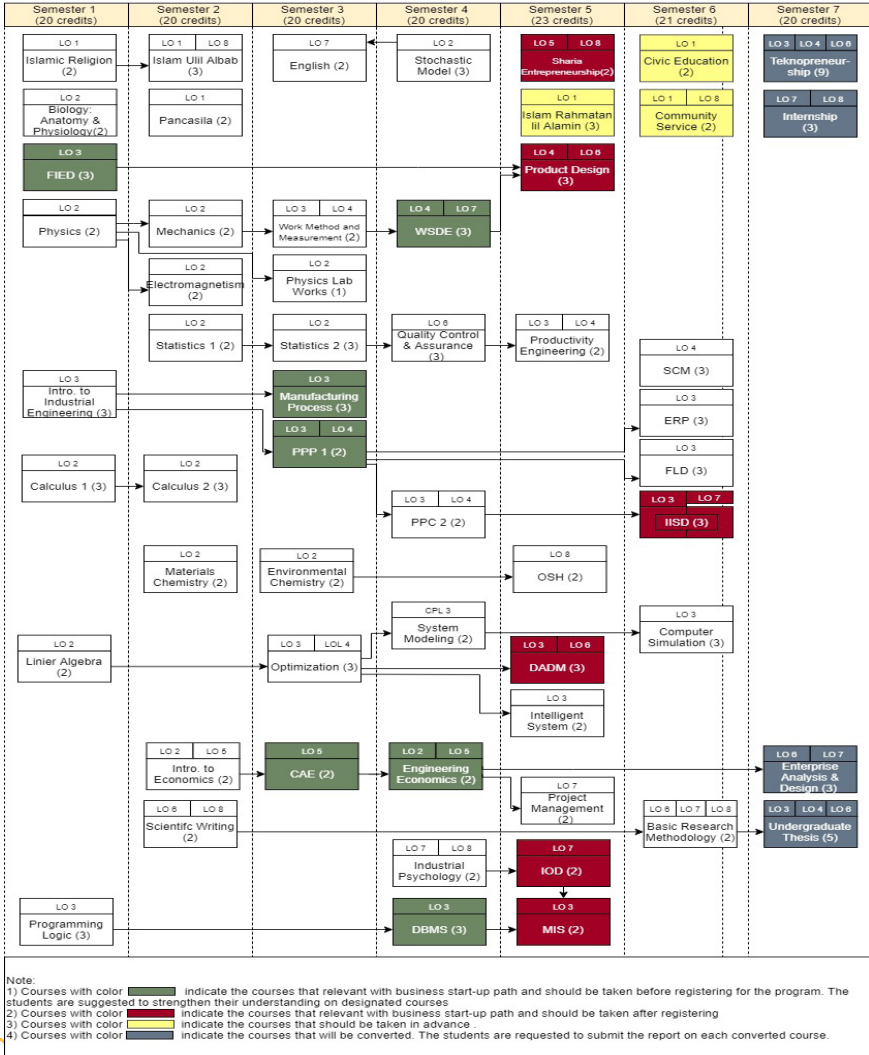 Semester 1
(20 credits)
Semester 2
(20 credits)
Semester 3
(20 credits)
Semester 4
(20 credits)
Semester 5
(23 credits)
Semester 6
(21 credits)
Semester 7
(20 credits)
LO 1
Islamic Religion
(2)
LO 1 LO 8
Islam Ulil Albab
(3)
LO 7
English (2)
LO 2
Stochastic
Model (3)
LO 5 LO 8
Sharia
Entrepreneurship(2)
LO 1
Civic Education
(2)
LO 3 LO 4 LO 6
Teknopreneur-
ship (9)
LO 2
Biology:
Anatomy &
Physiology(2)
LO 1
Pancasila (2)
LO 1
Islam Rahmatan
lil Alamin (3)
LO 1 LO 8
Community
Service (2)
LO 7 LO 8
Internship
(3)
LO 3
FIED (3)
LO 4 LO 6
Product Design
(3)
LO 2
Physics (2)
LO 2
Mechanics (2)
LO 3 LO 4
Work Method and
Measurement (2)
LO 4 LO 7
WSDE (3)
LO 2
Electromagnetism
(2)
LO 2
Physics Lab
Works (1)
LO 2
Statistics 1 (2)
LO 2
Statistics 2 (3)
LO 6
Quality Control
& Assurance
(3)
LO 3 LO 4
Productivity
Engineering (2)
LO 4
SCM (3)
LO 3
Intro. to
Industrial
Engineering (3)
LO 3
Manufacturing
Process (3)
LO 3
ERP (3)
LO 3 LO 4
PPP 1 (2)
LO 3
FLD (3)
LO 2
Calculus 1 (3)
LO 2
Calculus 2 (3)
LO 3 LO 4
PPC 2 (2)
LO 3 LO 7
IISD (3)
LO 2
Materials
Chemistry (2)
LO 2
Environmental
Chemistry (2)
LO 8
OSH (2)
CPL 3
System
Modeling (2)
LO 3
Computer
Simulation (3)
LO 2
Linier Algebra
(2)
LO 3 LOL 4
Optimization (3)
LO 3 LO 6
DADM (3)
LO 3
Intelligent
System (2)
LO 2 LO 5
Intro. to
Economics (2)
LO 5
CAE (2)
LO 2 LO 5
Engineering
Economics (2)
LO 6 LO 7
Enterprise
Analysis &
Design (3)
LO 7
Project
Management
(2)
LO 6 LO 8
Scientifc Writing
(2)
LO 6 LO 7 LO 8
Basic Research
Methodology (2)
LO 3 LO 4 LO 6
Undergraduate
Thesis (5)
LO 7 LO 8
Industrial
Psychology (2)
LO 7
IOD (2)
LO 3
Programming
Logic (3)
LO 3
DBMS (3)
LO 3
MIS (2)
Note:
1) Courses with color indicate the courses that relevant with business start-up path and should be taken before registering for the program. The
students are suggested to strengthen their understanding on designated courses
2) Courses with color indicate the courses that relevant with business start-up path and should be taken after registering
3) Courses with color indicate the courses that should be taken in advance .
4) Courses with color indicate the courses that will be converted. The students are requested to submit the report on each converted course.